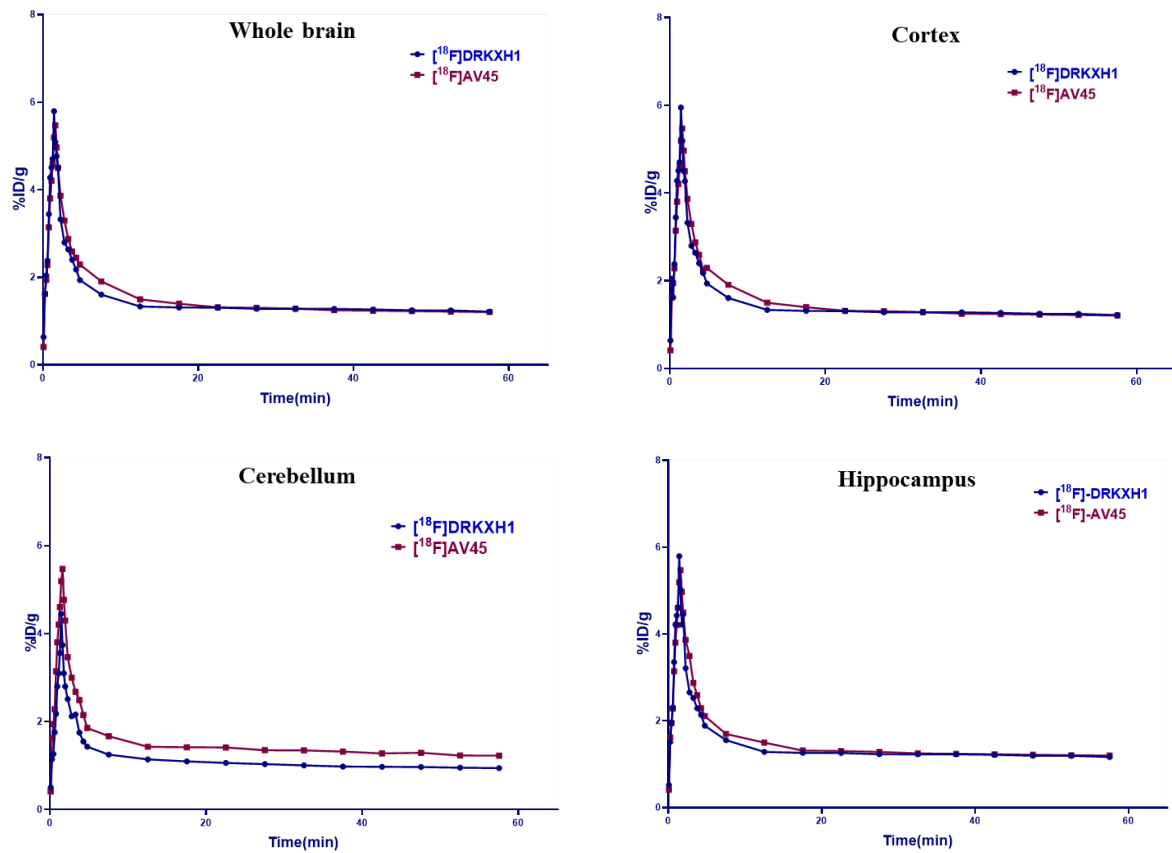 Whole brain
[¹⁸F]DRKXH1
[¹⁸F]AV45
8
6
4
2
0
%ID/g
0 20 40 60
Time(min)
Cortex
[¹⁸F]DRKXH1
[¹⁸F]AV45
8
6
4
2
0
%ID/g
0 20 40 60
Time(min)
Cerebellum
[¹⁸F]DRKXH1
[¹⁸F]AV45
8
6
4
2
0
%ID/g
0 20 40 60
Time(min)
Hippocampus
[¹⁸F]-DRKXH1
[¹⁸F]-AV45
8
6
4
2
0
%ID/g
0 20 40 60
Time(min)